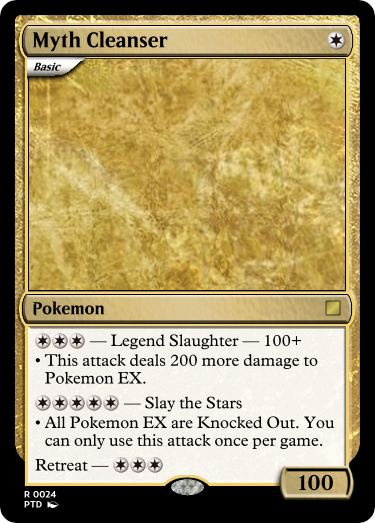 Myth Cleanser
Basic
Pokemon
— Legend Slaughter — 100+
• This attack deals 200 more damage to
Pokemon EX.
— Slay the Stars
• All Pokemon EX are Knocked Out. You
can only use this attack once per game.
Retreat —
100
R 0024
PTD